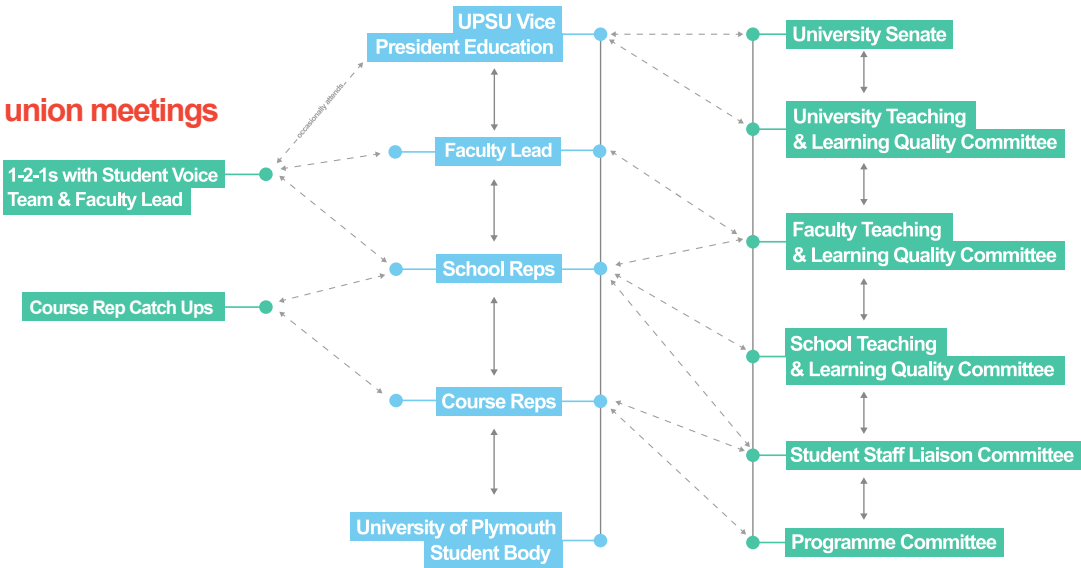 union meetings
1-2-1s with Student Voice
Team & Faculty Lead
Course Rep Catch Ups
occasionally attends
UPSU Vice
President Education
Faculty Lead
School Reps
Course Reps
University of Plymouth
Student Body
University Senate
University Teaching
& Learning Quality Committee
Faculty Teaching
& Learning Quality Committee
School Teaching
& Learning Quality Committee
Student Staff Liaison Committee
Programme Committee